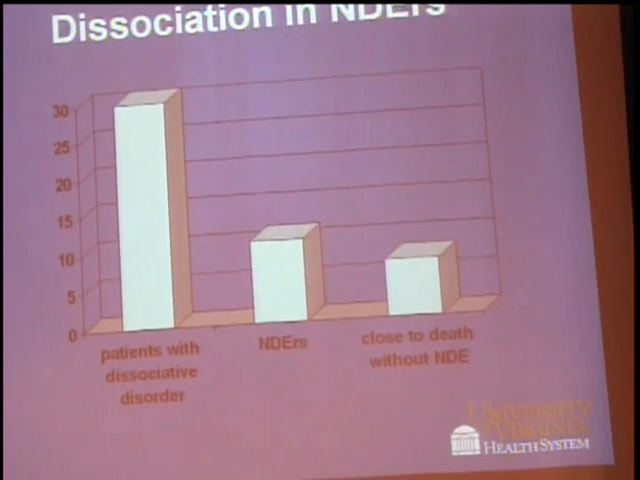 Dissociation in NDErs
30
25
20
15
10
5
0
patients with
dissociative
disorder
NDErs
close to death
without NDE
UNIVERSITY
of VIRGINIA
HEALTH SYSTEM